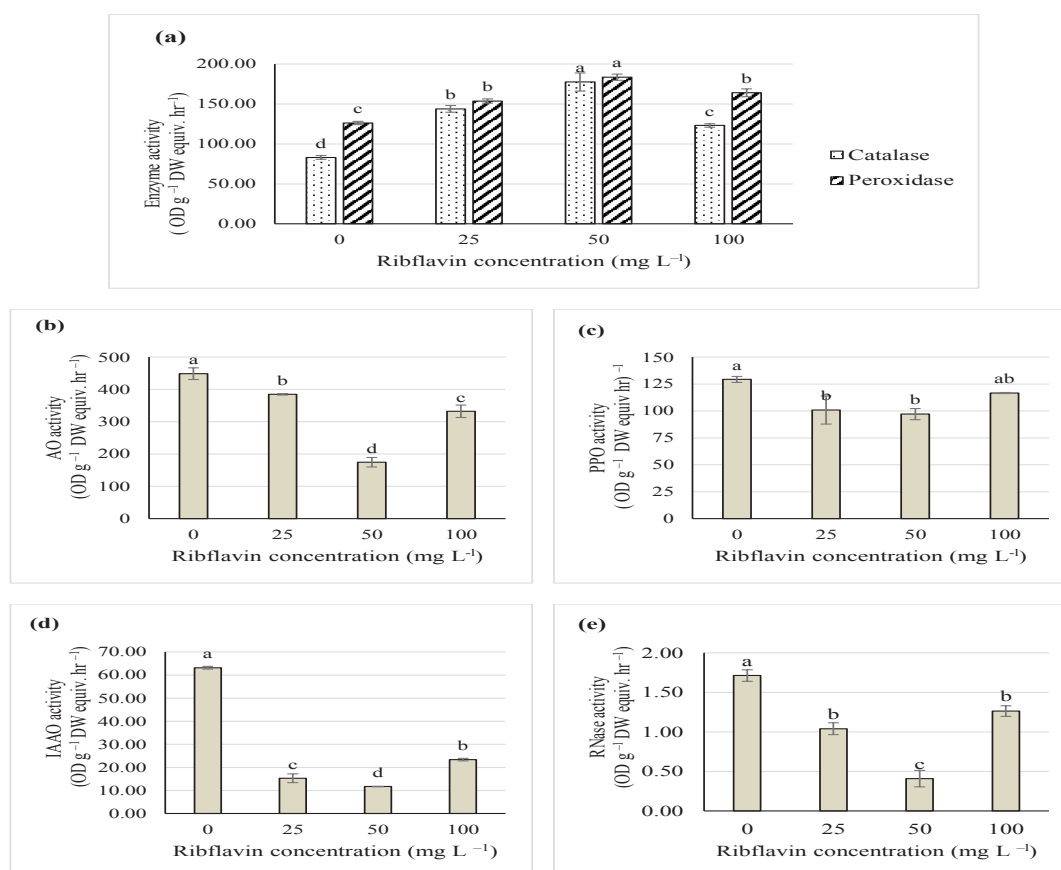 (a)
Enzyme activity
( OD g⁻¹ DW equiv. hr⁻¹)
200.00
150.00
100.00
50.00
0.00
d
c
b
b
a
a
c
b
0
25
50
100
Ribflavin concentration (mg L⁻¹)
Catalase
Peroxidase
(b)
AO activity
(OD g⁻¹ DW equiv. hr⁻¹)
500
400
300
200
100
0
a
b
d
c
0
25
50
100
Ribflavin concentration (mg L⁻¹)
(c)
PPO activity
( OD g⁻¹ DW equiv hr)⁻¹
150
125
100
75
50
25
0
a
b
b
ab
0
25
50
100
Ribflavin concentration (mg L⁻¹)
(d)
IAAO activity
(OD g⁻¹ DW equiv. hr⁻¹)
70.00
60.00
50.00
40.00
30.00
20.00
10.00
0.00
a
c
d
b
0
25
50
100
Ribflavin concentration (mg L⁻¹)
(e)
RNase activity
(OD g⁻¹ DW equiv. hr⁻¹)
2.00
1.50
1.00
0.50
0.00
a
b
c
b
0
25
50
100
Ribflavin concentration (mg L⁻¹)